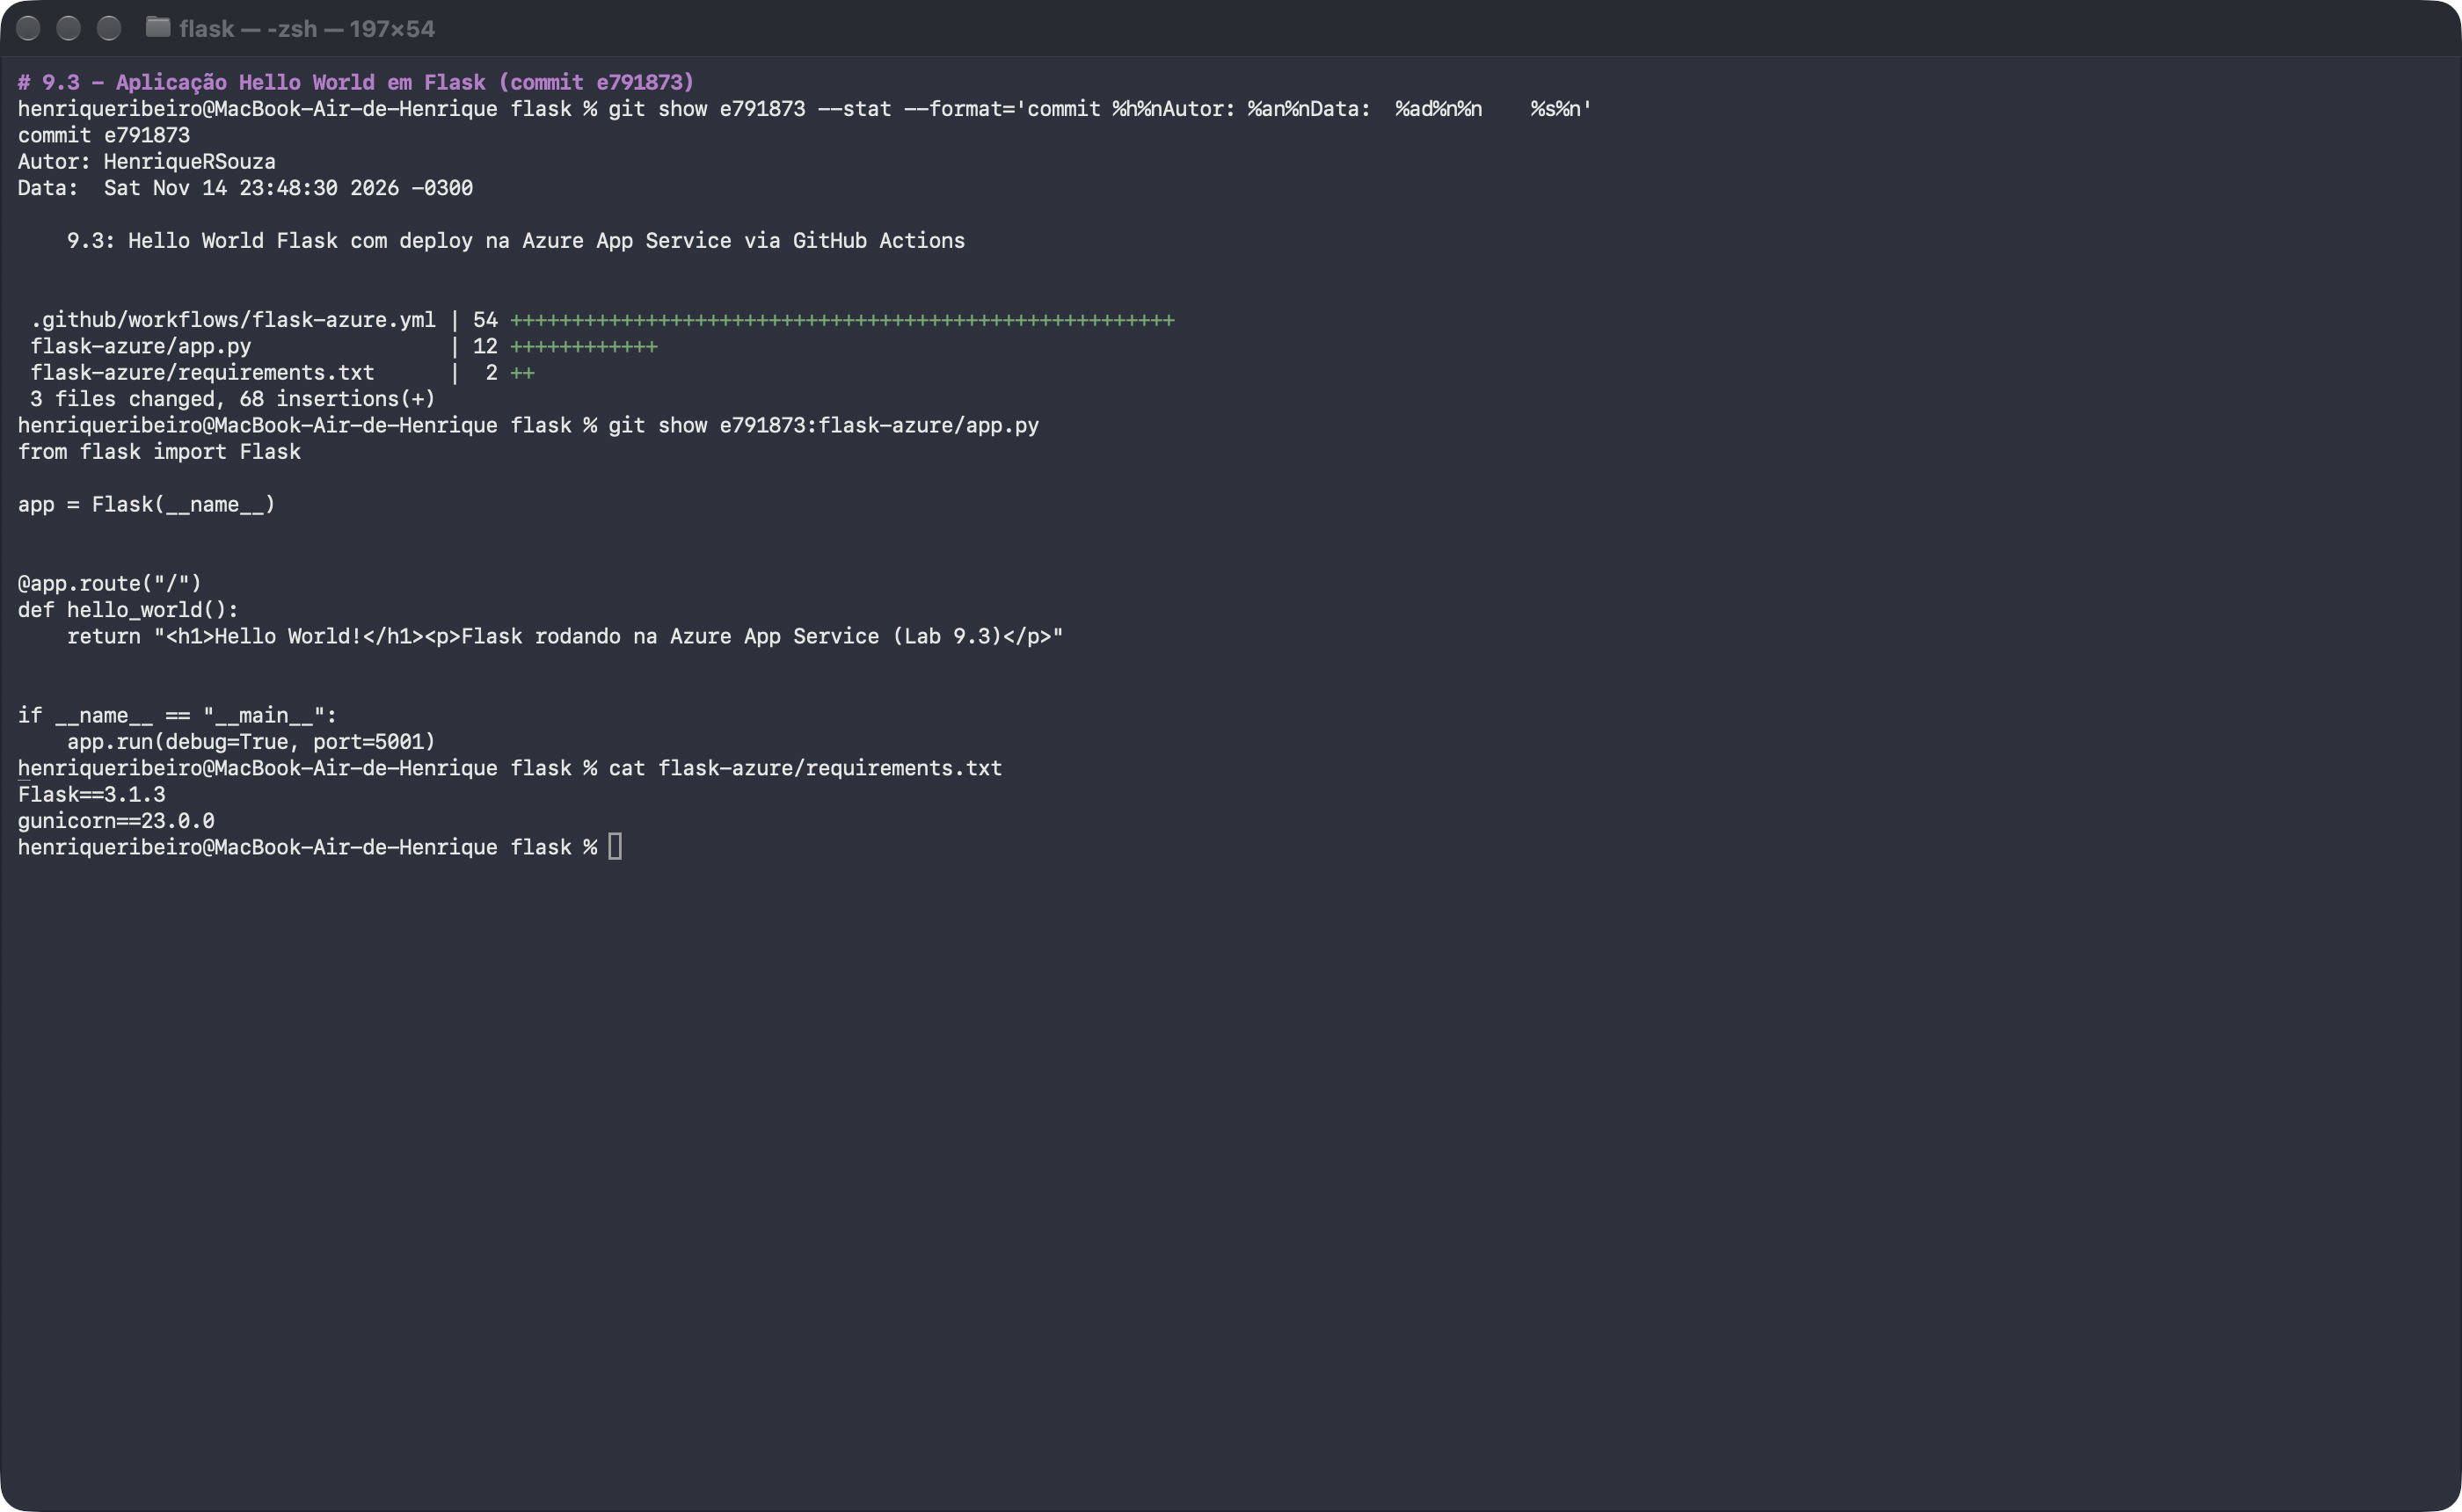 flask — -zsh — 197×54
# 9.3 — Aplicação Hello World em Flask (commit e791873)
henriqueribeiro@MacBook-Air-de-Henrique flask % git show e791873 --stat --format='commit %h%nAutor: %an%nData:  %ad%n%n    %s%n'
commit e791873
Autor: HenriqueRSouza
Data:  Sat Nov 14 23:48:30 2026 -0300
    9.3: Hello World Flask com deploy na Azure App Service via GitHub Actions
 .github/workflows/flask-azure.yml | 54 ++++++++++++++++++++++++++++++++++++++++++++++++++++++
 flask-azure/app.py                | 12 ++++++++++++
 flask-azure/requirements.txt      |  2 ++
 3 files changed, 68 insertions(+)
henriqueribeiro@MacBook-Air-de-Henrique flask % git show e791873:flask-azure/app.py
from flask import Flask
app = Flask(__name__)
@app.route("/")
def hello_world():
    return "<h1>Hello World!</h1><p>Flask rodando na Azure App Service (Lab 9.3)</p>"
if __name__ == "__main__":
    app.run(debug=True, port=5001)
henriqueribeiro@MacBook-Air-de-Henrique flask % cat flask-azure/requirements.txt
Flask==3.1.3
gunicorn==23.0.0
henriqueribeiro@MacBook-Air-de-Henrique flask %